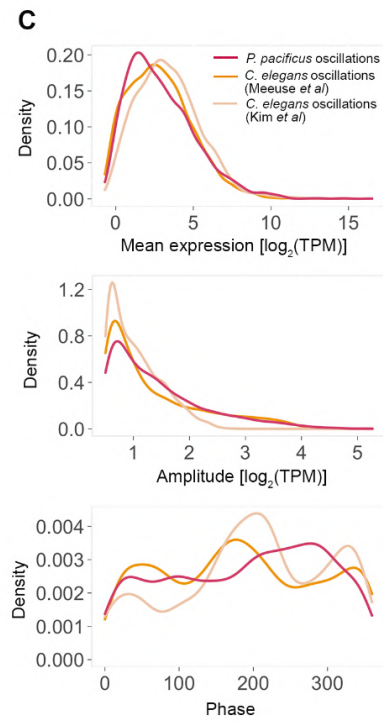 C
0.20
0.15
0.10
0.05
0.00
Density
P. pacificus oscillations
C. elegans oscillations
(Meeuse et al)
C. elegans oscillations
(Kim et al)
0 5 10 15
Mean expression [log2(TPM)]
1.2
0.8
0.4
0.0
Density
1 2 3 4 5
Amplitude [log2(TPM)]
0.004
0.003
0.002
0.001
0.000
Density
0 100 200 300
Phase